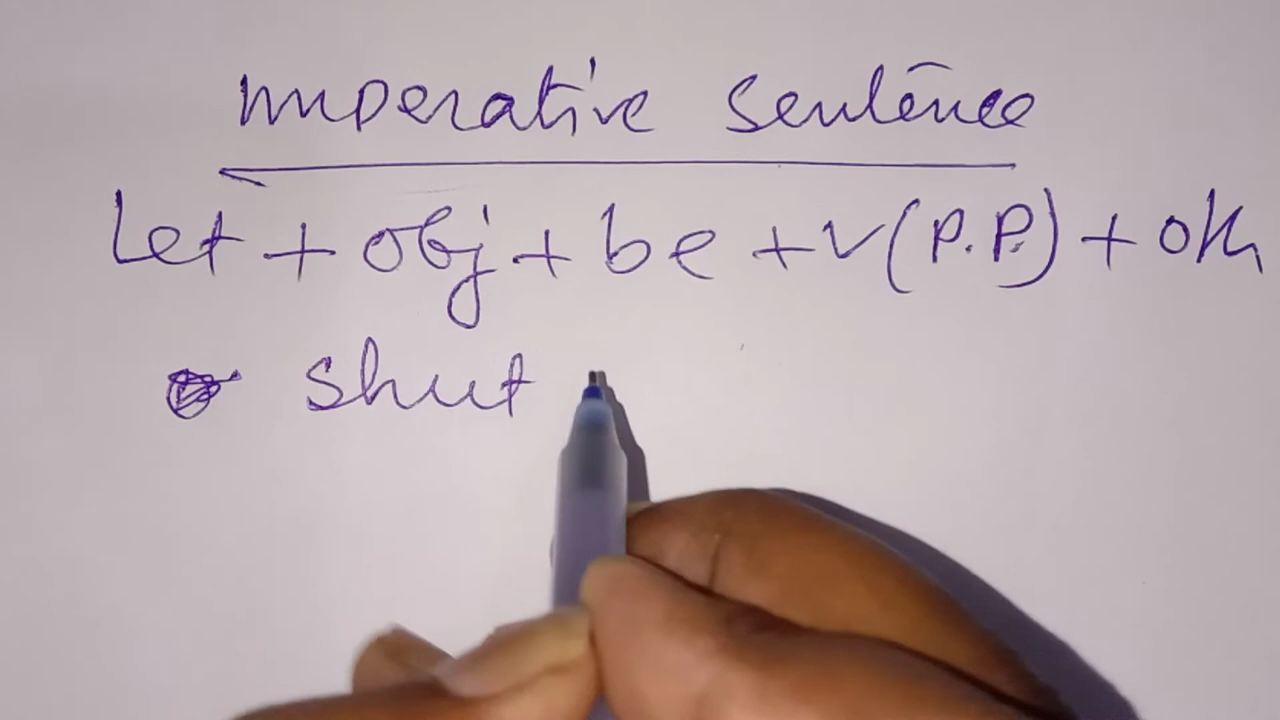 Imperative Sentence
Let + obj + be + v (P.P.) + oth
shut